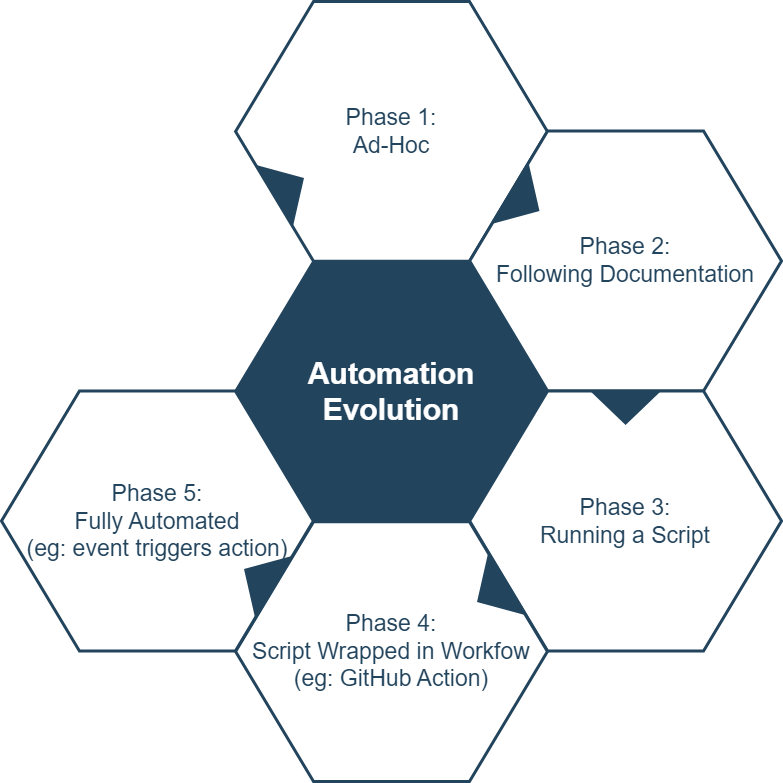 Phase 1:
Ad-Hoc
Phase 2:
Following Documentation
Automation
Evolution
Phase 3:
Running a Script
Phase 4:
Script Wrapped in Workfow
(eg: GitHub Action)
Phase 5:
Fully Automated
(eg: event triggers action)